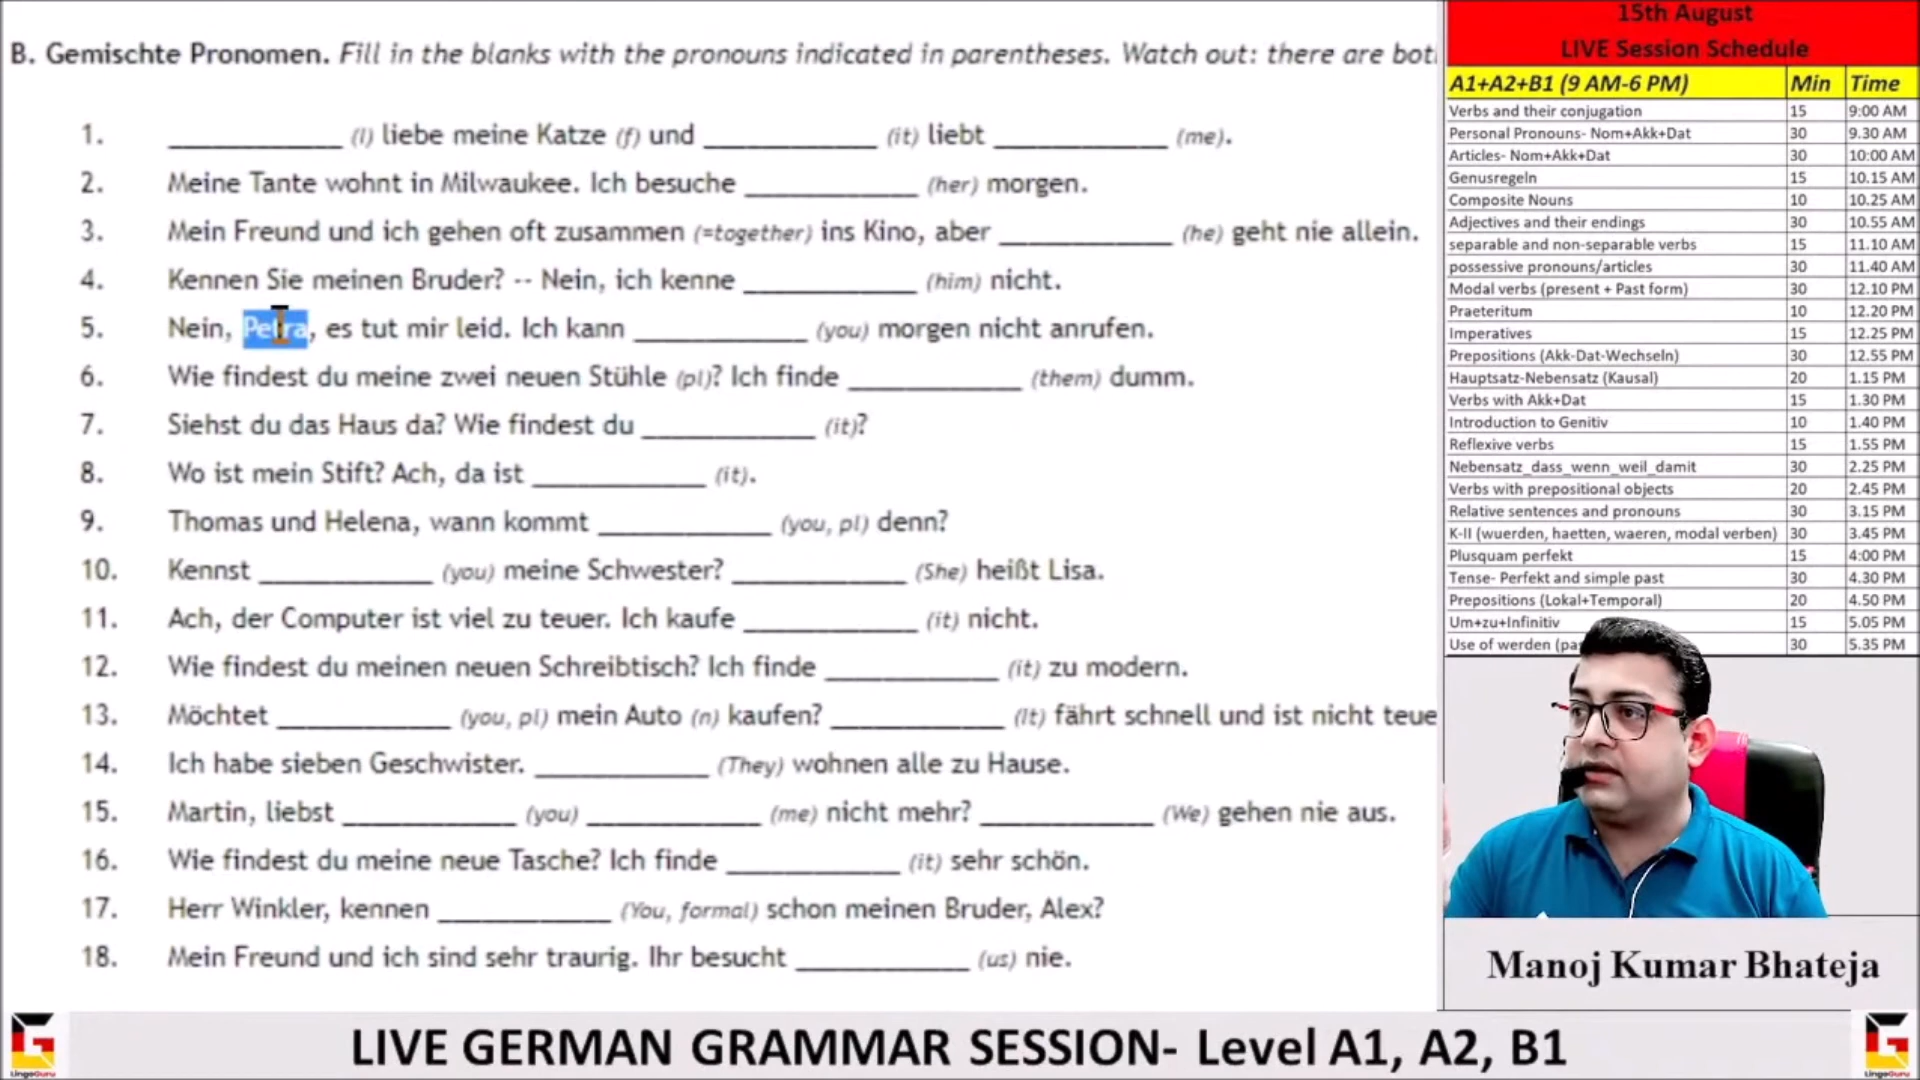 B. Gemischte Pronomen. Fill in the blanks with the pronouns indicated in parentheses. Watch out: there are
1. ____________ (I) liebe meine Katze (f) und ____________ (it) liebt ____________ (me).
2. Meine Tante wohnt in Milwaukee. Ich besuche ____________ (her) morgen.
3. Mein Freund und ich gehen oft zusammen (=together) ins Kino, aber ____________ (he) geht nie allein.
4. Kennen Sie meinen Bruder? -- Nein, ich kenne ____________ (him) nicht.
5. Nein, Petra, es tut mir leid. Ich kann ____________ (you) morgen nicht anrufen.
6. Wie findest du meine zwei neuen Stühle (pl)? Ich finde ____________ (them) dumm.
7. Siehst du das Haus da? Wie findest du ____________ (it)?
8. Wo ist mein Stift? Ach, da ist ____________ (it).
9. Thomas und Helena, wann kommt ____________ (you, pl) denn?
10. Kennst ____________ (you) meine Schwester? ____________ (She) heißt Lisa.
11. Ach, der Computer ist viel zu teuer. Ich kaufe ____________ (it) nicht.
12. Wie findest du meinen neuen Schreibtisch? Ich finde ____________ (it) zu modern.
13. Möchtet ____________ (you, pl) mein Auto (n) kaufen? ____________ (It) fährt schnell und ist nicht teue
14. Ich habe sieben Geschwister. ____________ (They) wohnen alle zu Hause.
15. Martin, liebst ____________ (you) ____________ (me) nicht mehr? ____________ (We) gehen nie aus.
16. Wie findest du meine neue Tasche? Ich finde ____________ (it) sehr schön.
17. Herr Winkler, kennen ____________ (You, formal) schon meinen Bruder, Alex?
18. Mein Freund und ich sind sehr traurig. Ihr besucht ____________ (us) nie.
15th August
LIVE Session Schedule
A1+A2+B1 (9 AM-6 PM) Min Time
Verbs and their conjugation 15 9:00 AM
Personal Pronouns- Nom+Akk+Dat 30 9.30 AM
Articles- Nom+Akk+Dat 30 10:00 AM
Genusregeln 15 10.15 AM
Composite Nouns 10 10.25 AM
Adjectives and their endings 30 10.55 AM
separable and non-separable verbs 15 11.10 AM
possessive pronouns/articles 30 11.40 AM
Modal verbs (present + Past form) 30 12.10 PM
Praeteritum 10 12.20 PM
Imperatives 15 12.25 PM
Prepositions (Akk-Dat-Wechseln) 30 12.55 PM
Hauptsatz-Nebensatz (Kausal) 20 1.15 PM
Verbs with Akk+Dat 15 1.30 PM
Introduction to Genitiv 10 1.40 PM
Reflexive verbs 15 1.55 PM
Nebensatz_dass_wenn_weil_damit 30 2.25 PM
Verbs with prepositional objects 20 2.45 PM
Relative sentences and pronouns 30 3.15 PM
K-II (wuerden, haetten, waeren, modal verben) 30 3.45 PM
Plusquam perfekt 15 4:00 PM
Tense- Perfekt and simple past 30 4.30 PM
Prepositions (Lokal+Temporal) 20 4.50 PM
Um+zu+Infinitiv 15 5.05 PM
Use of werden (pas 30 5.35 PM
Manoj Kumar Bhateja
LingoGuru
LIVE GERMAN GRAMMAR SESSION- Level A1, A2, B1
LingoGuru